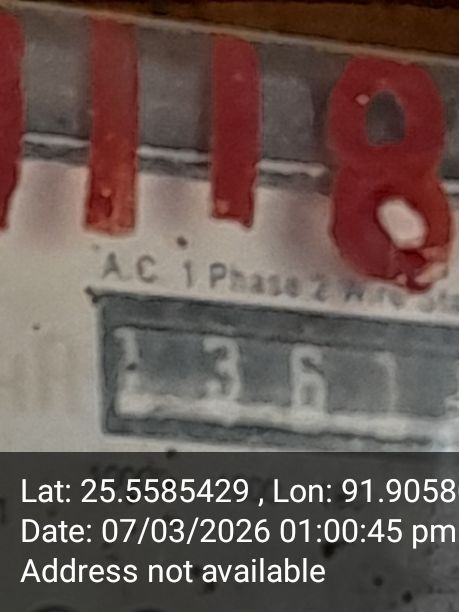 118
A.C. 1 Phase 2 Wire
1 3 6 1
Lat: 25.5585429 , Lon: 91.9058
Date: 07/03/2026 01:00:45 pm
Address not available